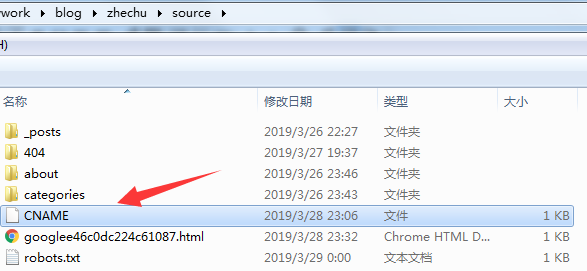 work ▸ blog ▸ zhechu ▸ source ▸
H)
名称 修改日期 类型 大小
_posts 2019/3/26 22:27 文件夹
404 2019/3/27 19:37 文件夹
about 2019/3/26 23:46 文件夹
categories 2019/3/26 23:43 文件夹
CNAME 2019/3/28 23:06 文件 1 KB
googlee46c0dc224c61087.html 2019/3/28 23:32 Chrome HTML D... 1 KB
robots.txt 2019/3/29 0:00 文本文档 1 KB